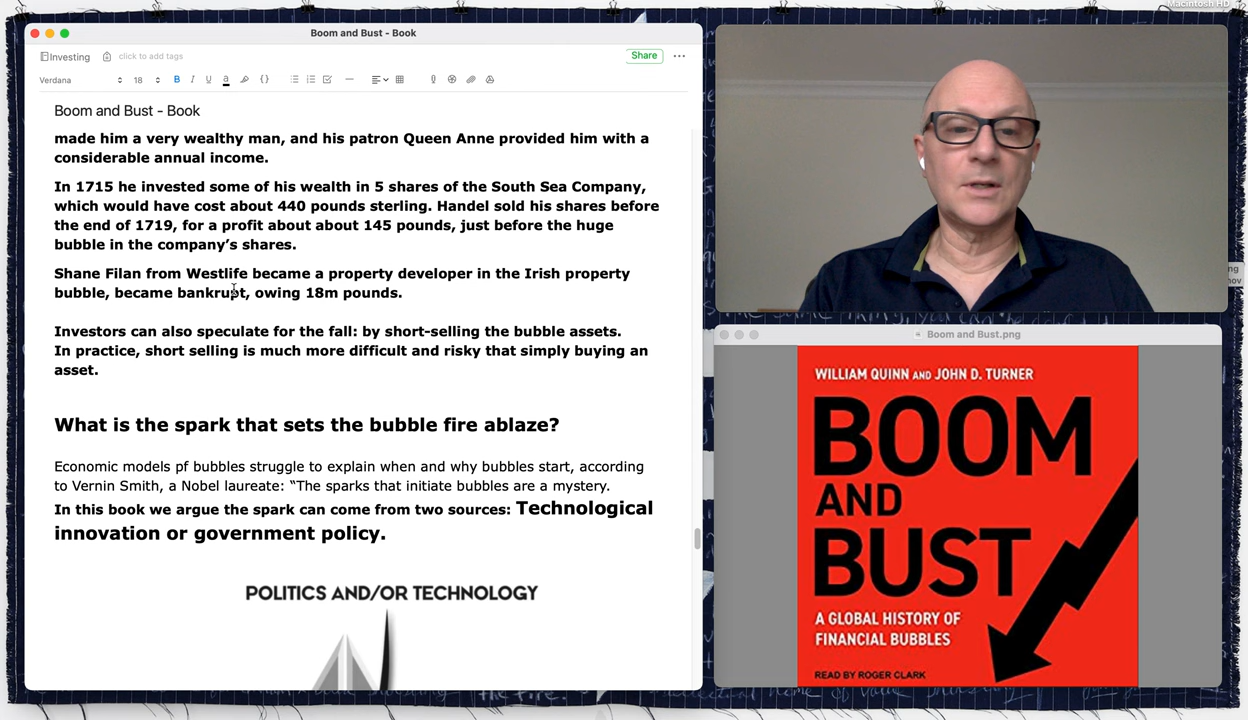 Macintosh HD
Boom and Bust - Book
Investing
click to add tags
Share
Verdana
18
B I U a
Boom and Bust - Book
made him a very wealthy man, and his patron Queen Anne provided him with a
considerable annual income.
In 1715 he invested some of his wealth in 5 shares of the South Sea Company,
which would have cost about 440 pounds sterling. Handel sold his shares before
the end of 1719, for a profit about about 145 pounds, just before the huge
bubble in the company's shares.
Shane Filan from Westlife became a property developer in the Irish property
bubble, became bankrupt, owing 18m pounds.
Investors can also speculate for the fall: by short-selling the bubble assets.
In practice, short selling is much more difficult and risky that simply buying an
asset.
What is the spark that sets the bubble fire ablaze?
Economic models pf bubbles struggle to explain when and why bubbles start, according
to Vernin Smith, a Nobel laureate: “The sparks that initiate bubbles are a mystery.
In this book we argue the spark can come from two sources: Technological
innovation or government policy.
POLITICS AND/OR TECHNOLOGY
Boom and Bust.png
WILLIAM QUINN AND JOHN D. TURNER
BOOM
AND
BUST
A GLOBAL HISTORY OF
FINANCIAL BUBBLES
READ BY ROGER CLARK
the fire.